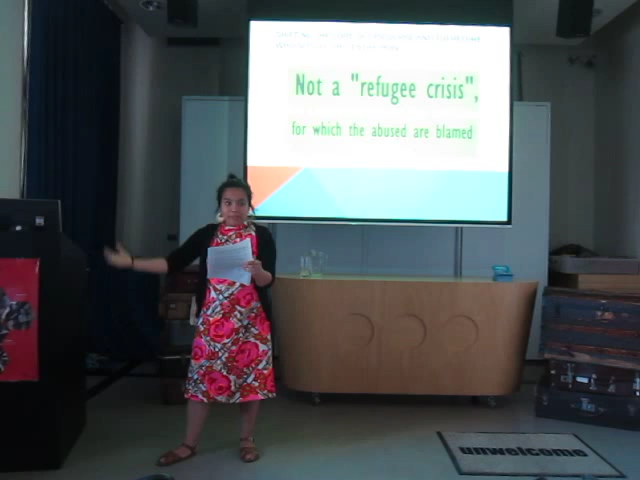 Not a "refugee crisis",
for which the abused are blamed
unwelcome